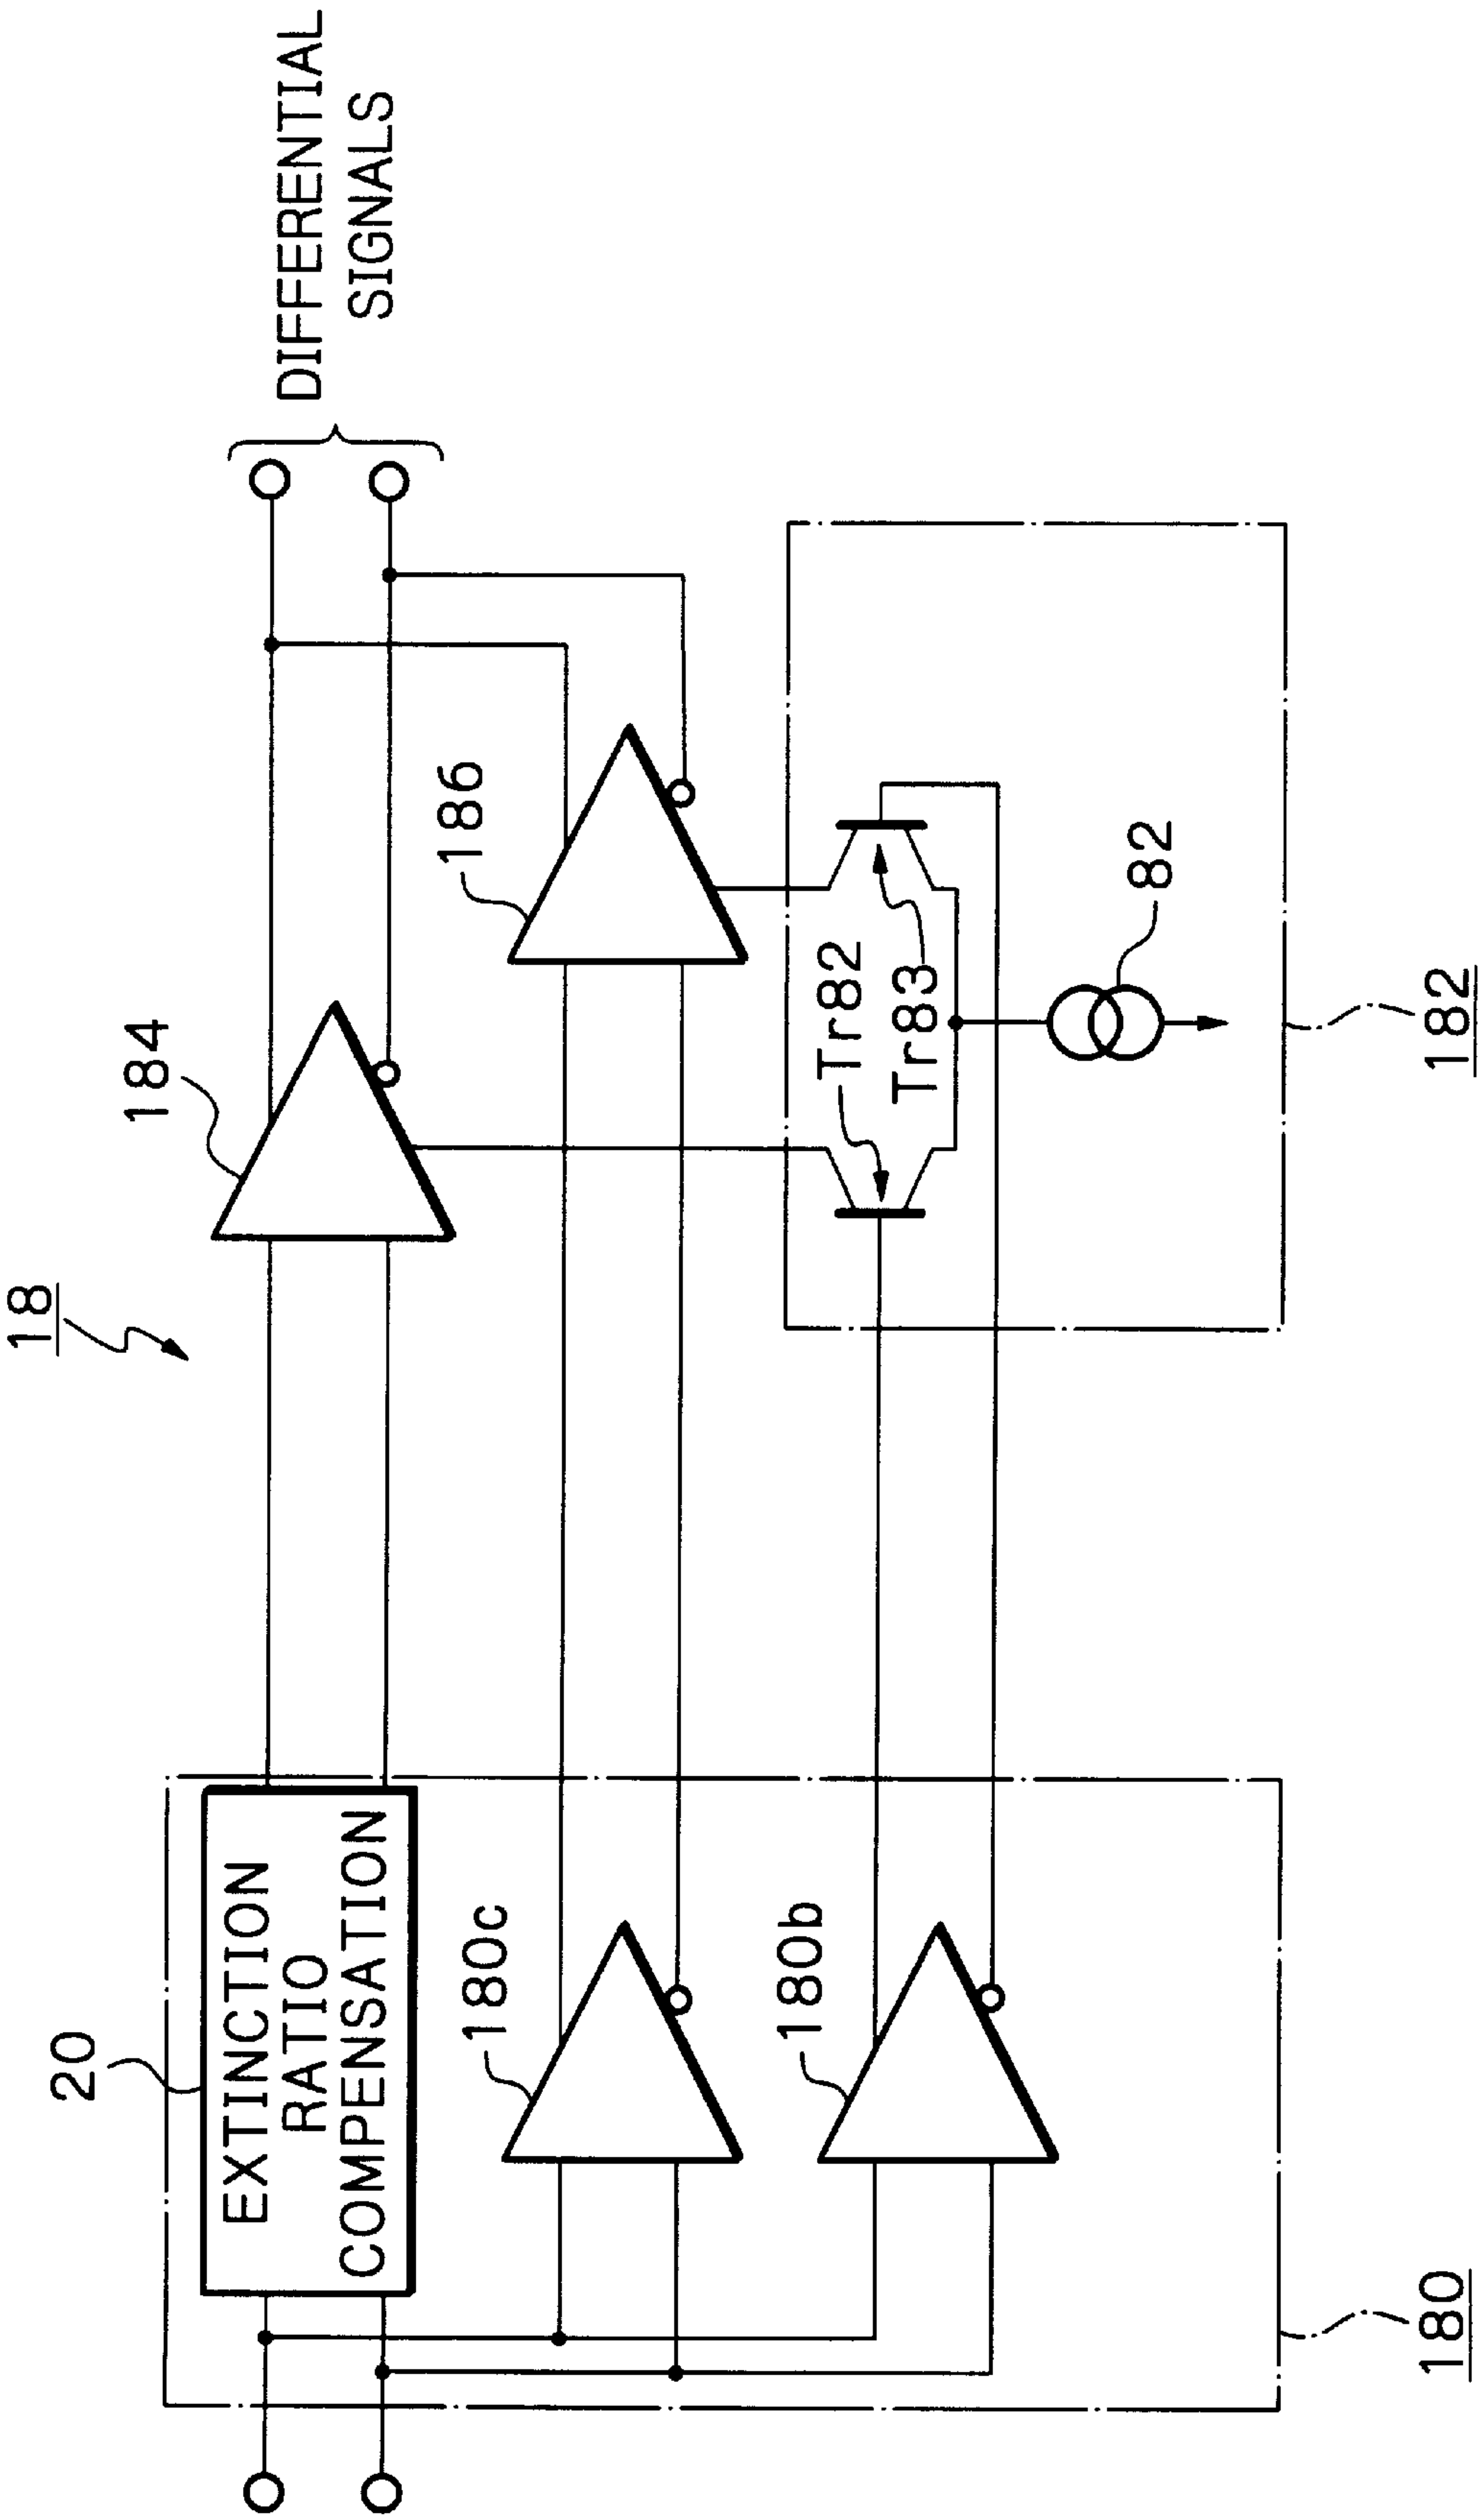 18
184
DIFFERENTIAL
SIGNALS
20
EXTINCTION
RATIO
COMPENSATION
186
180c
180b
Tr82
Tr83
82
180
182